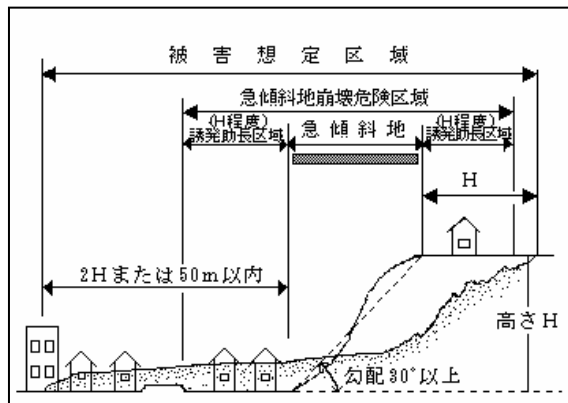 被害想定区域
急傾斜地崩壊危険区域
(H程度)
誘発助長区域
急傾斜地
(H程度)
誘発助長区域
H
2Hまたは50m以内
高さH
勾配30°以上